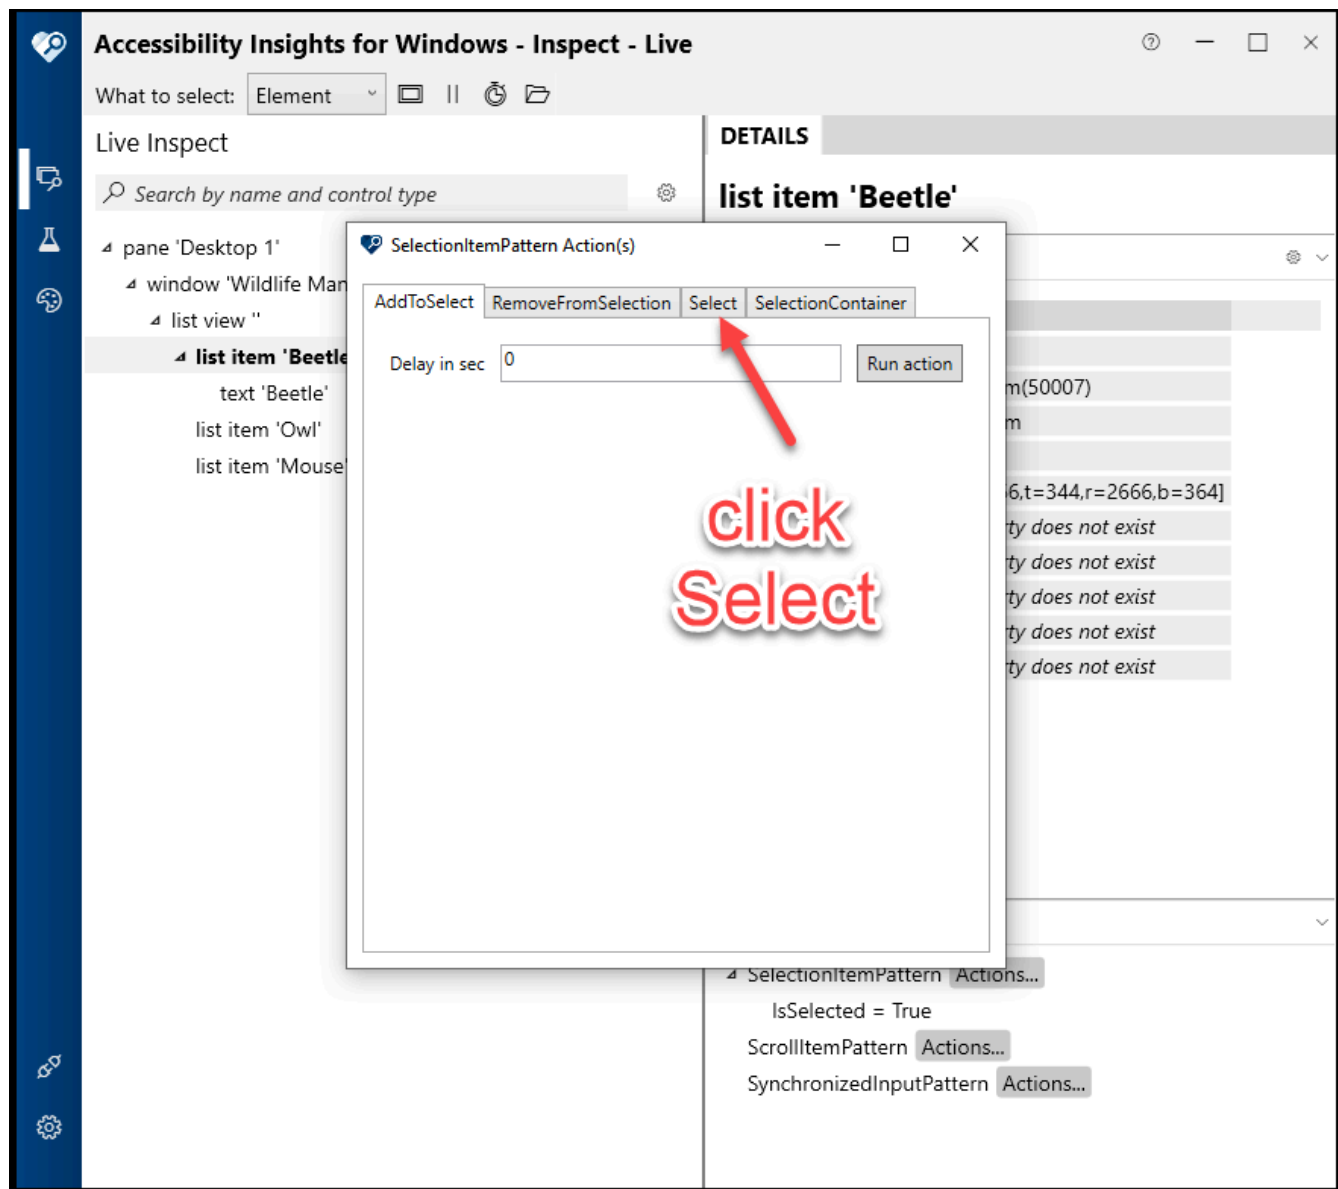 Accessibility Insights for Windows - Inspect - Live
What to select: Element
Live Inspect
Search by name and control type
pane 'Desktop 1'
window 'Wildlife Man
list view ''
list item 'Beetle
text 'Beetle'
list item 'Owl'
list item 'Mouse'
DETAILS
list item 'Beetle'
SelectionItemPattern Action(s)
AddToSelect RemoveFromSelection Select SelectionContainer
Delay in sec 0 Run action
click
Select
m(50007)
m
6,t=344,r=2666,b=364]
ty does not exist
ty does not exist
ty does not exist
ty does not exist
ty does not exist
SelectionItemPattern Actions...
IsSelected = True
ScrollItemPattern Actions...
SynchronizedInputPattern Actions...